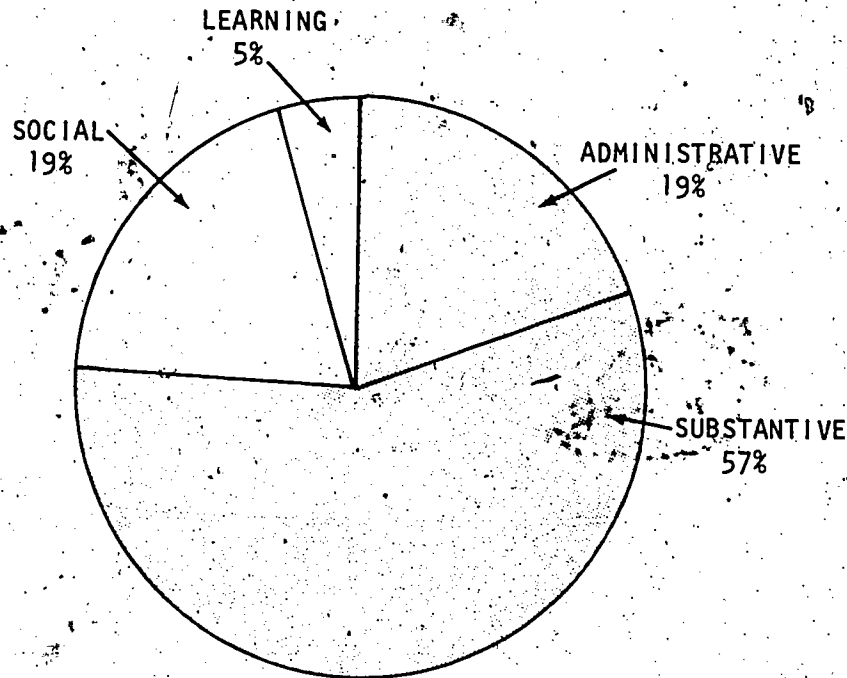 LEARNING
5%
SOCIAL
19%
ADMINISTRATIVE
19%
SUBSTANTIVE
57%